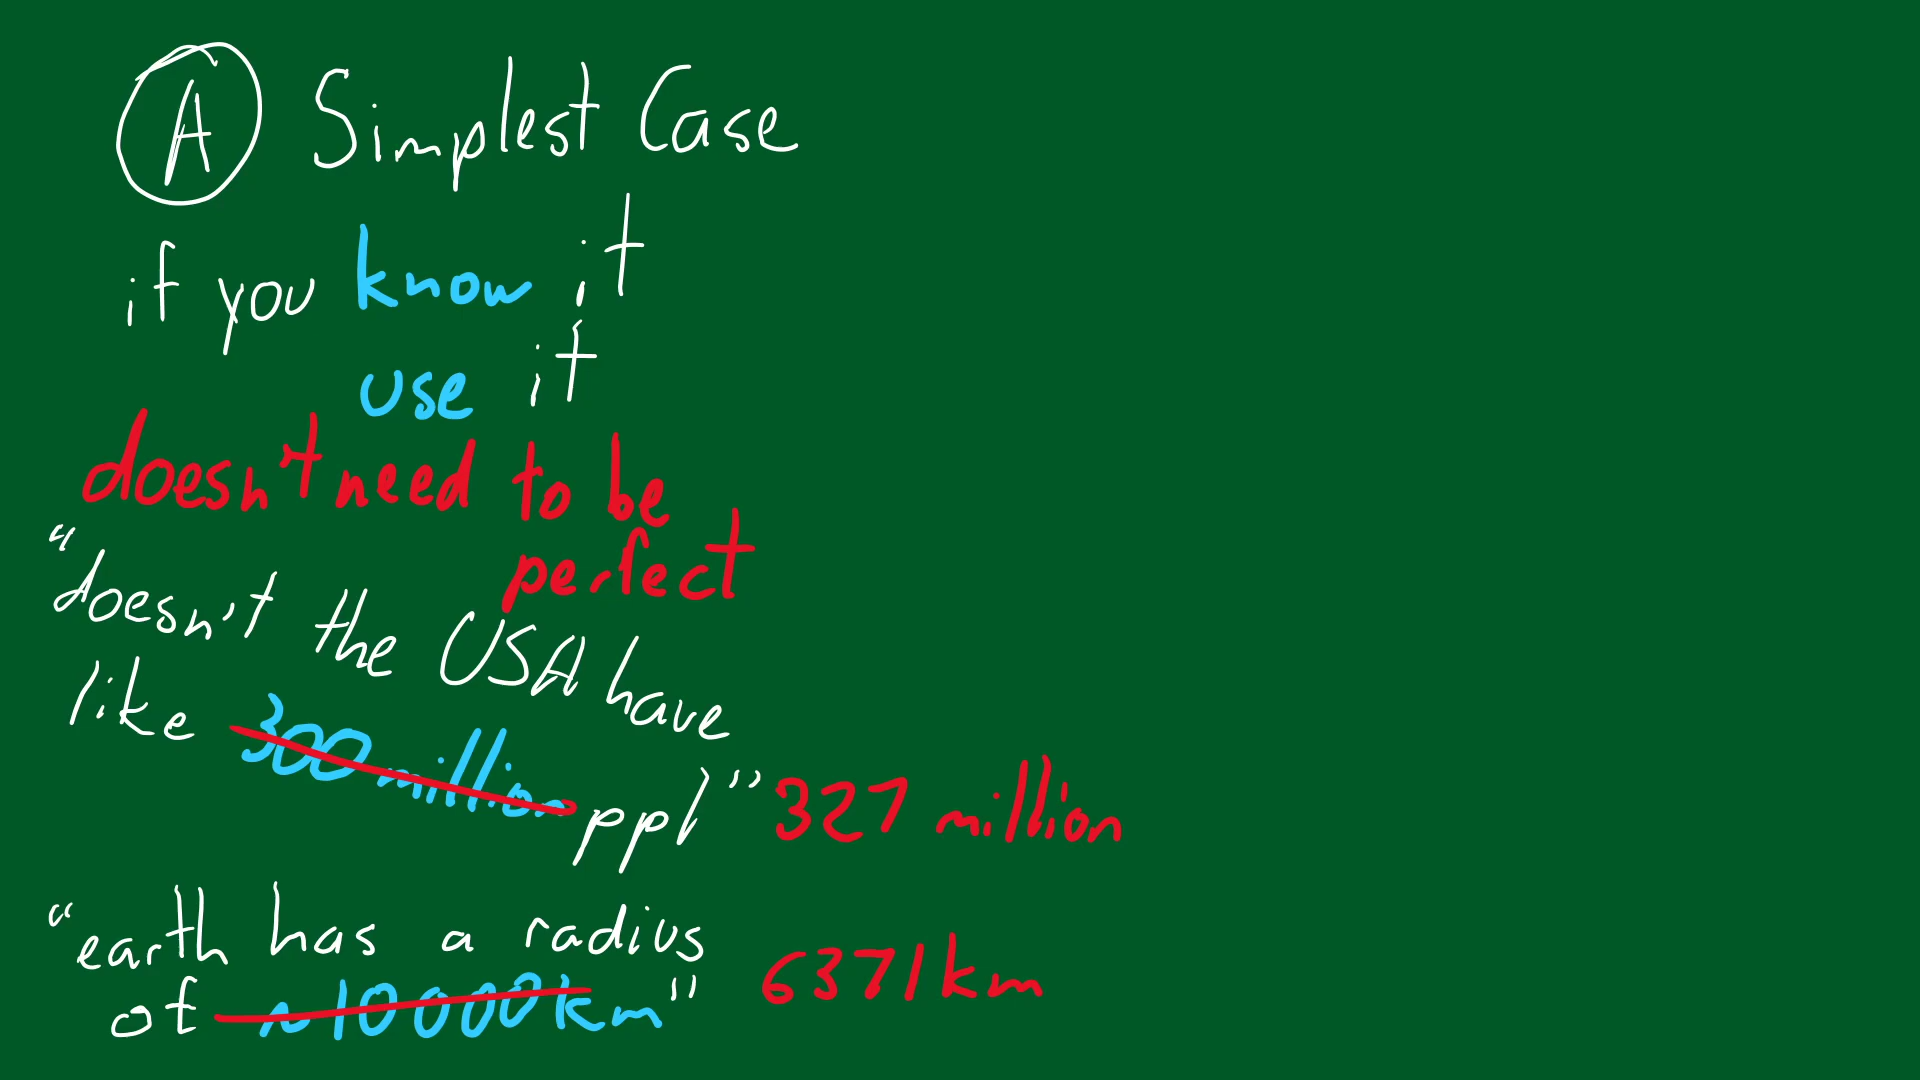 A Simplest Case
if you know it
use it
doesn't need to be
perfect
"doesn't the USA have
like 300 million ppl" 327 million
"earth has a radius
of ~10000km" 6371km